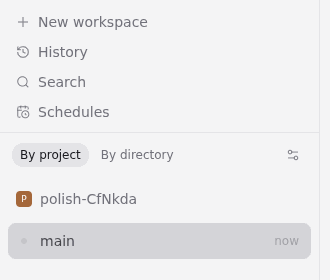 New workspace
History
Search
Schedules
By project By directory
P polish-CfNkda
main now